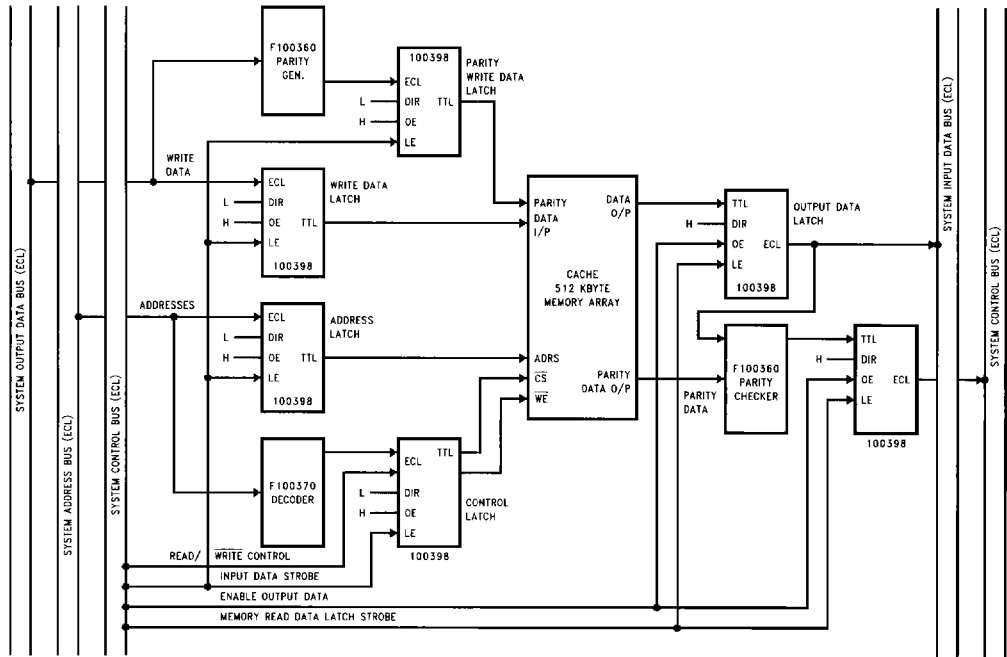 SYSTEM OUTPUT DATA BUS (ECL)
SYSTEM ADDRESS BUS (ECL)
SYSTEM CONTROL BUS (ECL)
F100360
PARITY
GEN.
100398
ECL
DIR
OE
LE
TTL
L
H
PARITY
WRITE DATA
LATCH
WRITE
DATA
ECL
DIR
OE
LE
TTL
L
H
100398
WRITE DATA
LATCH
ADDRESSES
ECL
DIR
OE
LE
TTL
L
H
100398
ADDRESS
LATCH
F100370
DECODER
ECL
DIR
OE
LE
TTL
L
H
100398
CONTROL
LATCH
READ/ WRITE CONTROL
INPUT DATA STROBE
ENABLE OUTPUT DATA
MEMORY READ DATA LATCH STROBE
PARITY
DATA
I/P
DATA
O/P
CACHE
512 KBYTE
MEMORY ARRAY
ADRS
CS
WE
PARITY
DATA O/P
TTL
DIR
OE
LE
ECL
H
100398
OUTPUT DATA
LATCH
F100360
PARITY
CHECKER
PARITY
DATA
TTL
DIR
OE
LE
ECL
H
100398
SYSTEM INPUT DATA BUS (ECL)
SYSTEM CONTROL BUS (ECL)